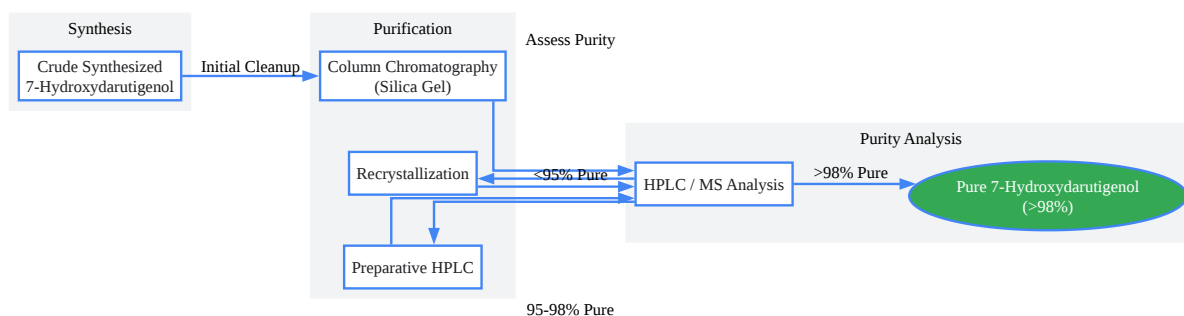 Synthesis
Crude Synthesized
7-Hydroxydarutigenol
Initial Cleanup
Purification
Column Chromatography
(Silica Gel)
Assess Purity
Recrystallization
<95% Pure
Preparative HPLC
95-98% Pure
Purity Analysis
HPLC / MS Analysis
>98% Pure
Pure 7-Hydroxydarutigenol
(>98%)